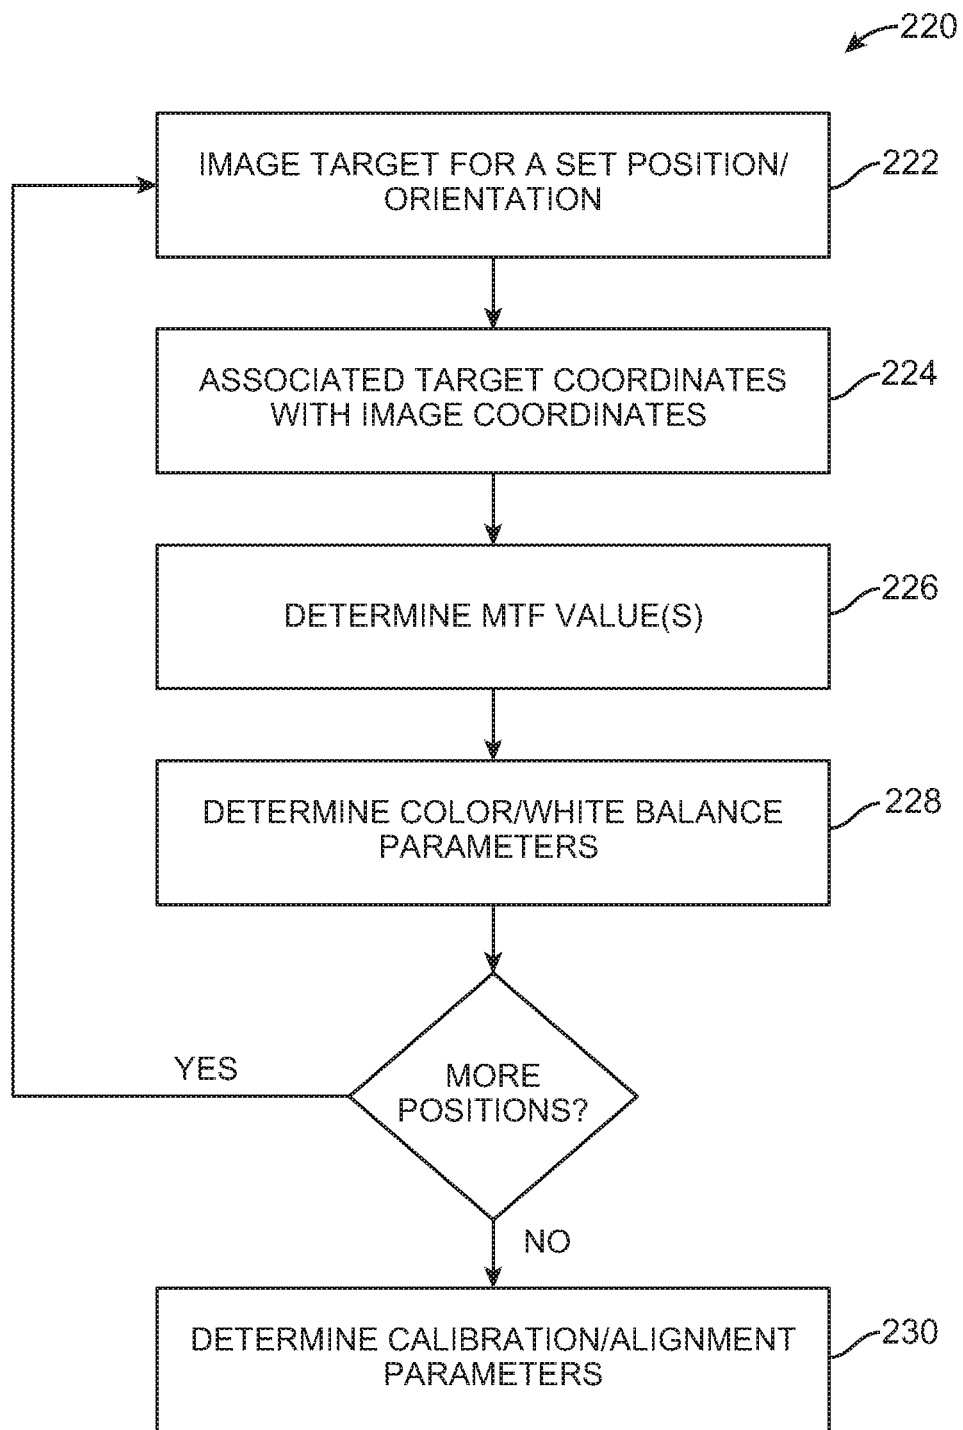 220
IMAGE TARGET FOR A SET POSITION/
ORIENTATION
222
ASSOCIATED TARGET COORDINATES
WITH IMAGE COORDINATES
224
DETERMINE MTF VALUE(S)
226
DETERMINE COLOR/WHITE BALANCE
PARAMETERS
228
MORE
POSITIONS?
YES
NO
DETERMINE CALIBRATION/ALIGNMENT
PARAMETERS
230